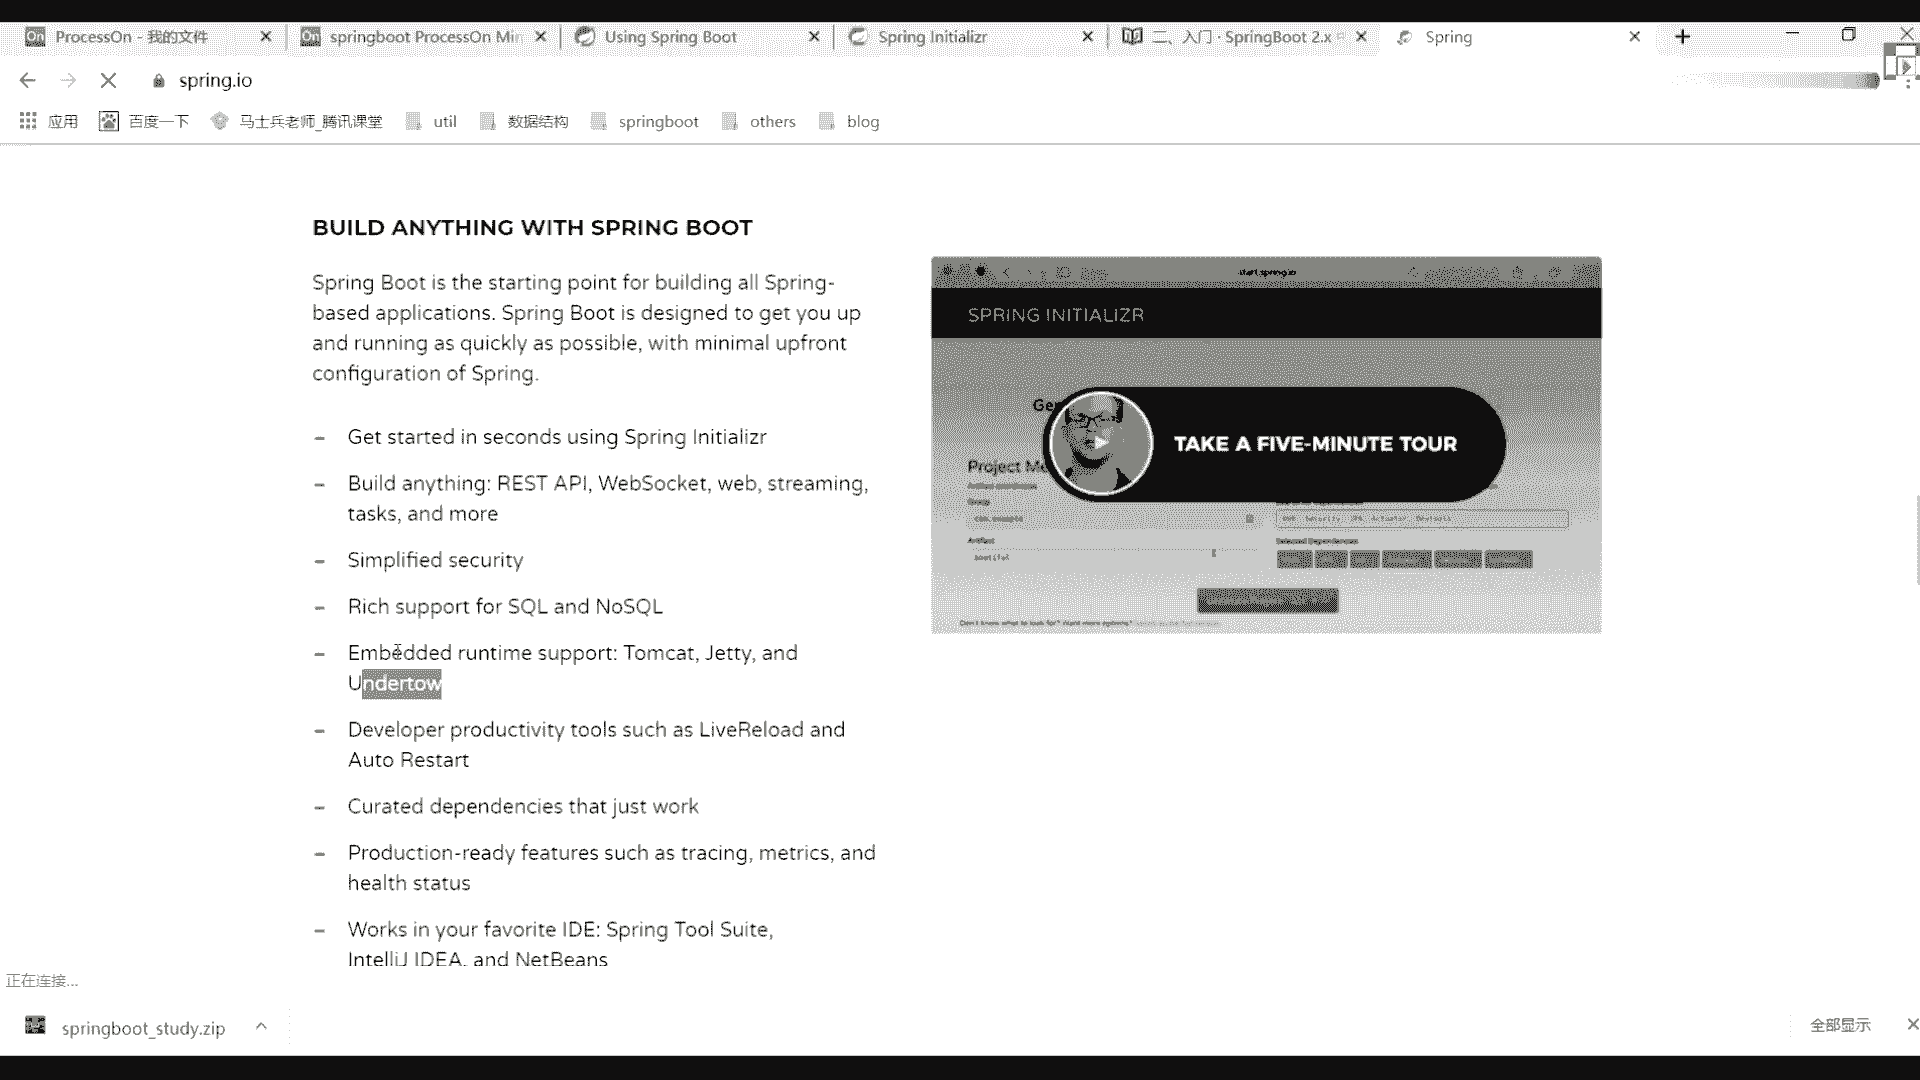 ProcessOn - 我的文件
springboot ProcessOn Min
Using Spring Boot
Spring Initializr
二、入门 · SpringBoot 2.x
Spring
spring.io
应用
百度一下
马士兵老师_腾讯课堂
util
数据结构
springboot
others
blog
BUILD ANYTHING WITH SPRING BOOT
Spring Boot is the starting point for building all Spring-
based applications. Spring Boot is designed to get you up
and running as quickly as possible, with minimal upfront
configuration of Spring.
– Get started in seconds using Spring Initializr
– Build anything: REST API, WebSocket, web, streaming,
tasks, and more
– Simplified security
– Rich support for SQL and NoSQL
– Embedded runtime support: Tomcat, Jetty, and
Undertow
– Developer productivity tools such as LiveReload and
Auto Restart
– Curated dependencies that just work
– Production-ready features such as tracing, metrics, and
health status
– Works in your favorite IDE: Spring Tool Suite,
IntelliJ IDEA, and NetBeans
start.spring.io
SPRING INITIALIZR
Ge
TAKE A FIVE-MINUTE TOUR
Project Me
Group
com.example
Artifact
bootiful
Selected Dependencies
正在连接...
springboot_study.zip
全部显示